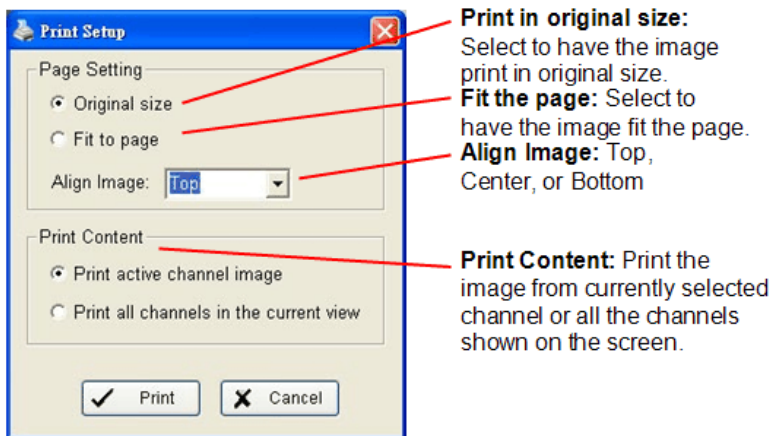 Print Setup
Page Setting
Original size
Fit to page
Align Image: Top
Print Content
Print active channel image
Print all channels in the current view
Print
Cancel
Print in original size:
Select to have the image
print in original size.
Fit the page: Select to
have the image fit the page.
Align Image: Top,
Center, or Bottom
Print Content: Print the
image from currently selected
channel or all the channels
shown on the screen.